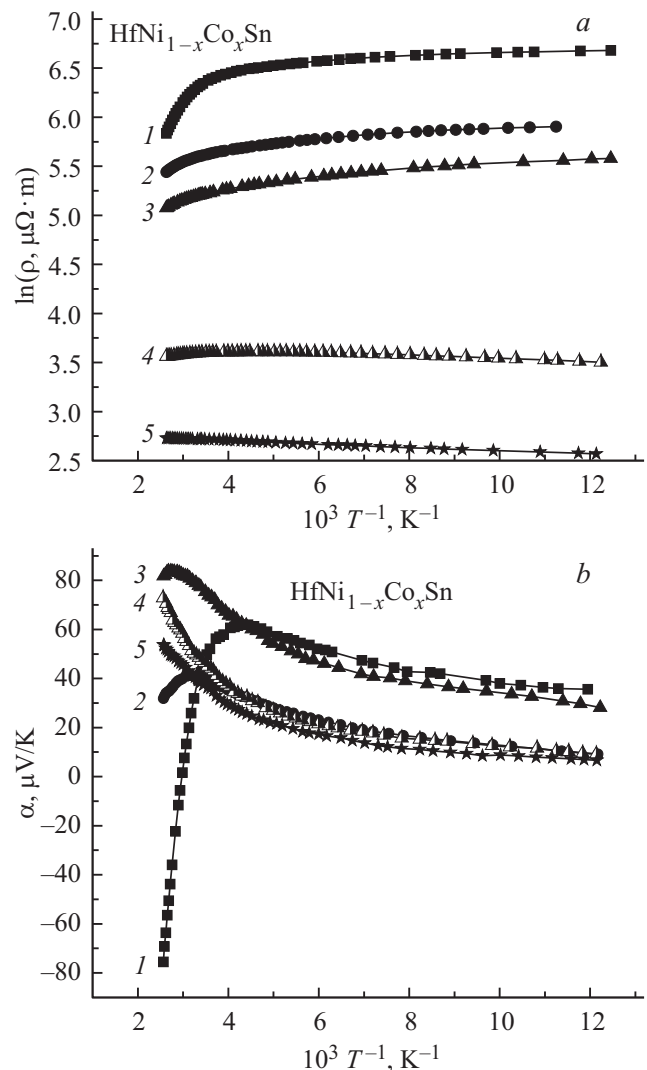 HfNi1−xCoxSn
a
7.0
6.5
6.0
5.5
5.0
4.5
4.0
3.5
3.0
2.5
ln(ρ, μΩ·m)
1
2
3
4
5
2 4 6 8 10 12
10³ T⁻¹, K⁻¹
b
HfNi1−xCoxSn
80
60
40
20
0
−20
−40
−60
−80
α, μV/K
3
4
5
2
1
2 4 6 8 10 12
10³ T⁻¹, K⁻¹